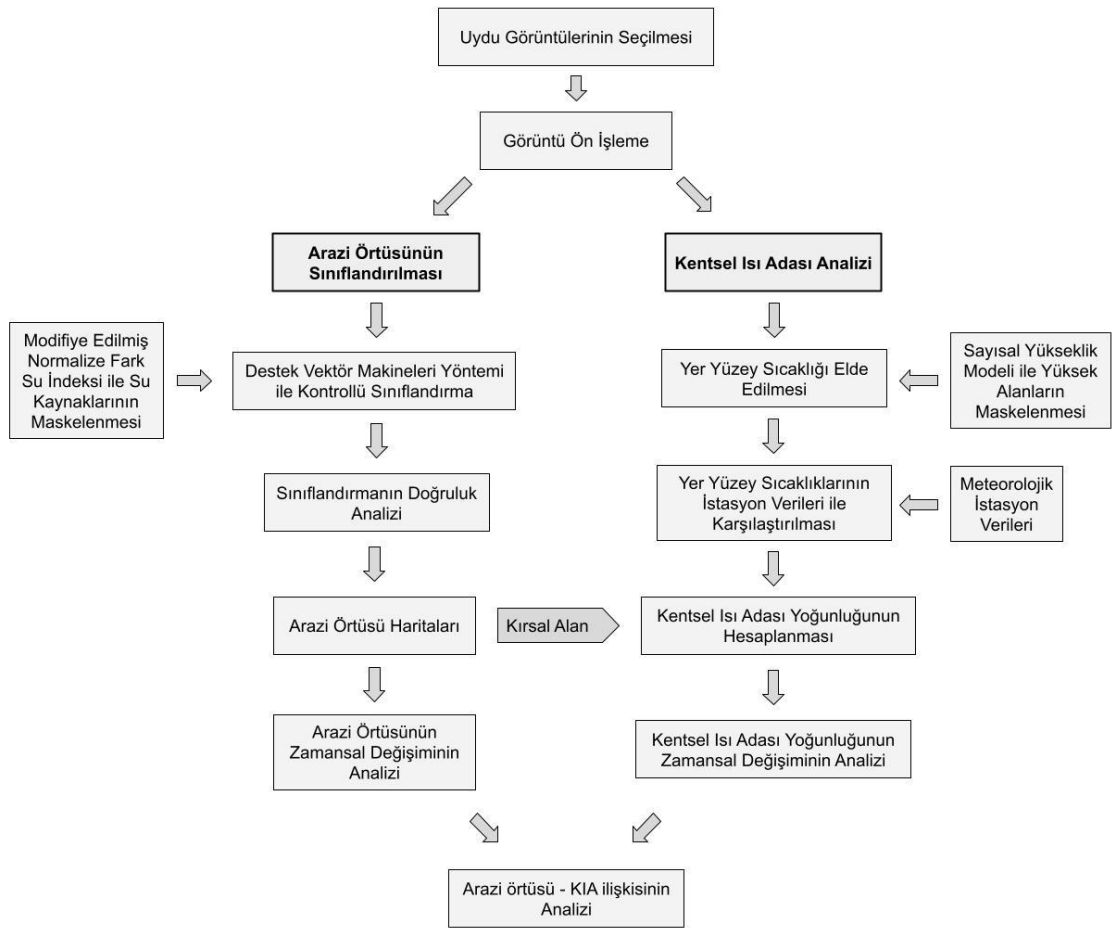 Uydu Görüntülerinin Seçilmesi
Görüntü Ön İşleme
Arazi Örtüsünün
Sınıflandırılması
Kentsel Isı Adası Analizi
Modifiye Edilmiş
Normalize Fark
Su İndeksi ile Su
Kaynaklarının
Maskelenmesi
Destek Vektör Makineleri Yöntemi
ile Kontrollü Sınıflandırma
Yer Yüzey Sıcaklığı Elde
Edilmesi
Sayısal Yükseklik
Modeli ile Yüksek
Alanların
Maskelenmesi
Sınıflandırmanın Doğruluk
Analizi
Yer Yüzey Sıcaklıklarının
İstasyon Verileri ile
Karşılaştırılması
Meteorolojik
İstasyon
Verileri
Arazi Örtüsü Haritaları
Kırsal Alan
Kentsel Isı Adası Yoğunluğunun
Hesaplanması
Arazi Örtüsünün
Zamansal Değişiminin
Analizi
Kentsel Isı Adası Yoğunluğunun
Zamansal Değişiminin Analizi
Arazi örtüsü - KIA ilişkisinin
Analizi